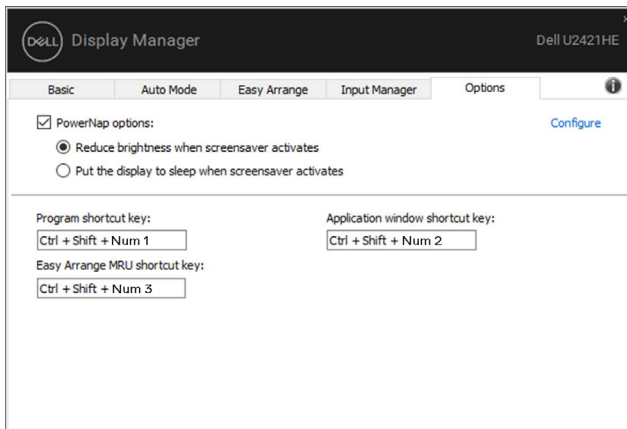 DELL Display Manager
Dell U2421HE
Basic
Auto Mode
Easy Arrange
Input Manager
Options
PowerNap options:
Configure
Reduce brightness when screensaver activates
Put the display to sleep when screensaver activates
Program shortcut key:
Application window shortcut key:
Ctrl + Shift + Num 1
Ctrl + Shift + Num 2
Easy Arrange MRU shortcut key:
Ctrl + Shift + Num 3